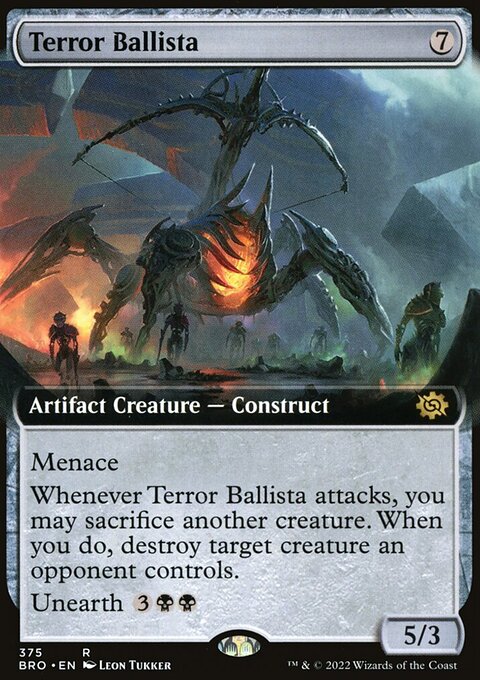 Terror Ballista 7
Artifact Creature — Construct
Menace
Whenever Terror Ballista attacks, you
may sacrifice another creature. When
you do, destroy target creature an
opponent controls.
Unearth 3
5/3
375 R
BRO • EN LEON TUKKER
™ & © 2022 Wizards of the Coast